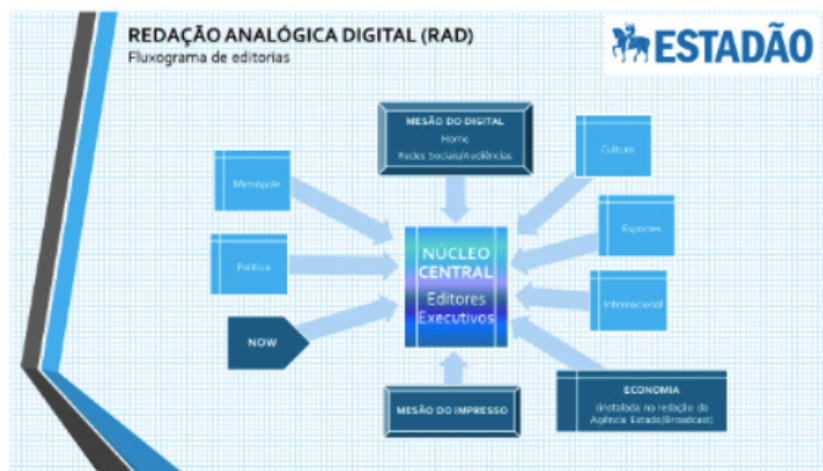 REDAÇÃO ANALÓGICA DIGITAL (RAD)
Fluxograma de editorias
ESTADÃO
MESÃO DO DIGITAL
Home
Redes Sociais/Audiências
Cultura
Metrópole
Esportes
Política
NÚCLEO
CENTRAL
Editores
Executivos
Internacional
NOW
MESÃO DO IMPRESSO
ECONOMIA
(instalada na redação da
Agência Estado/Broadcast)